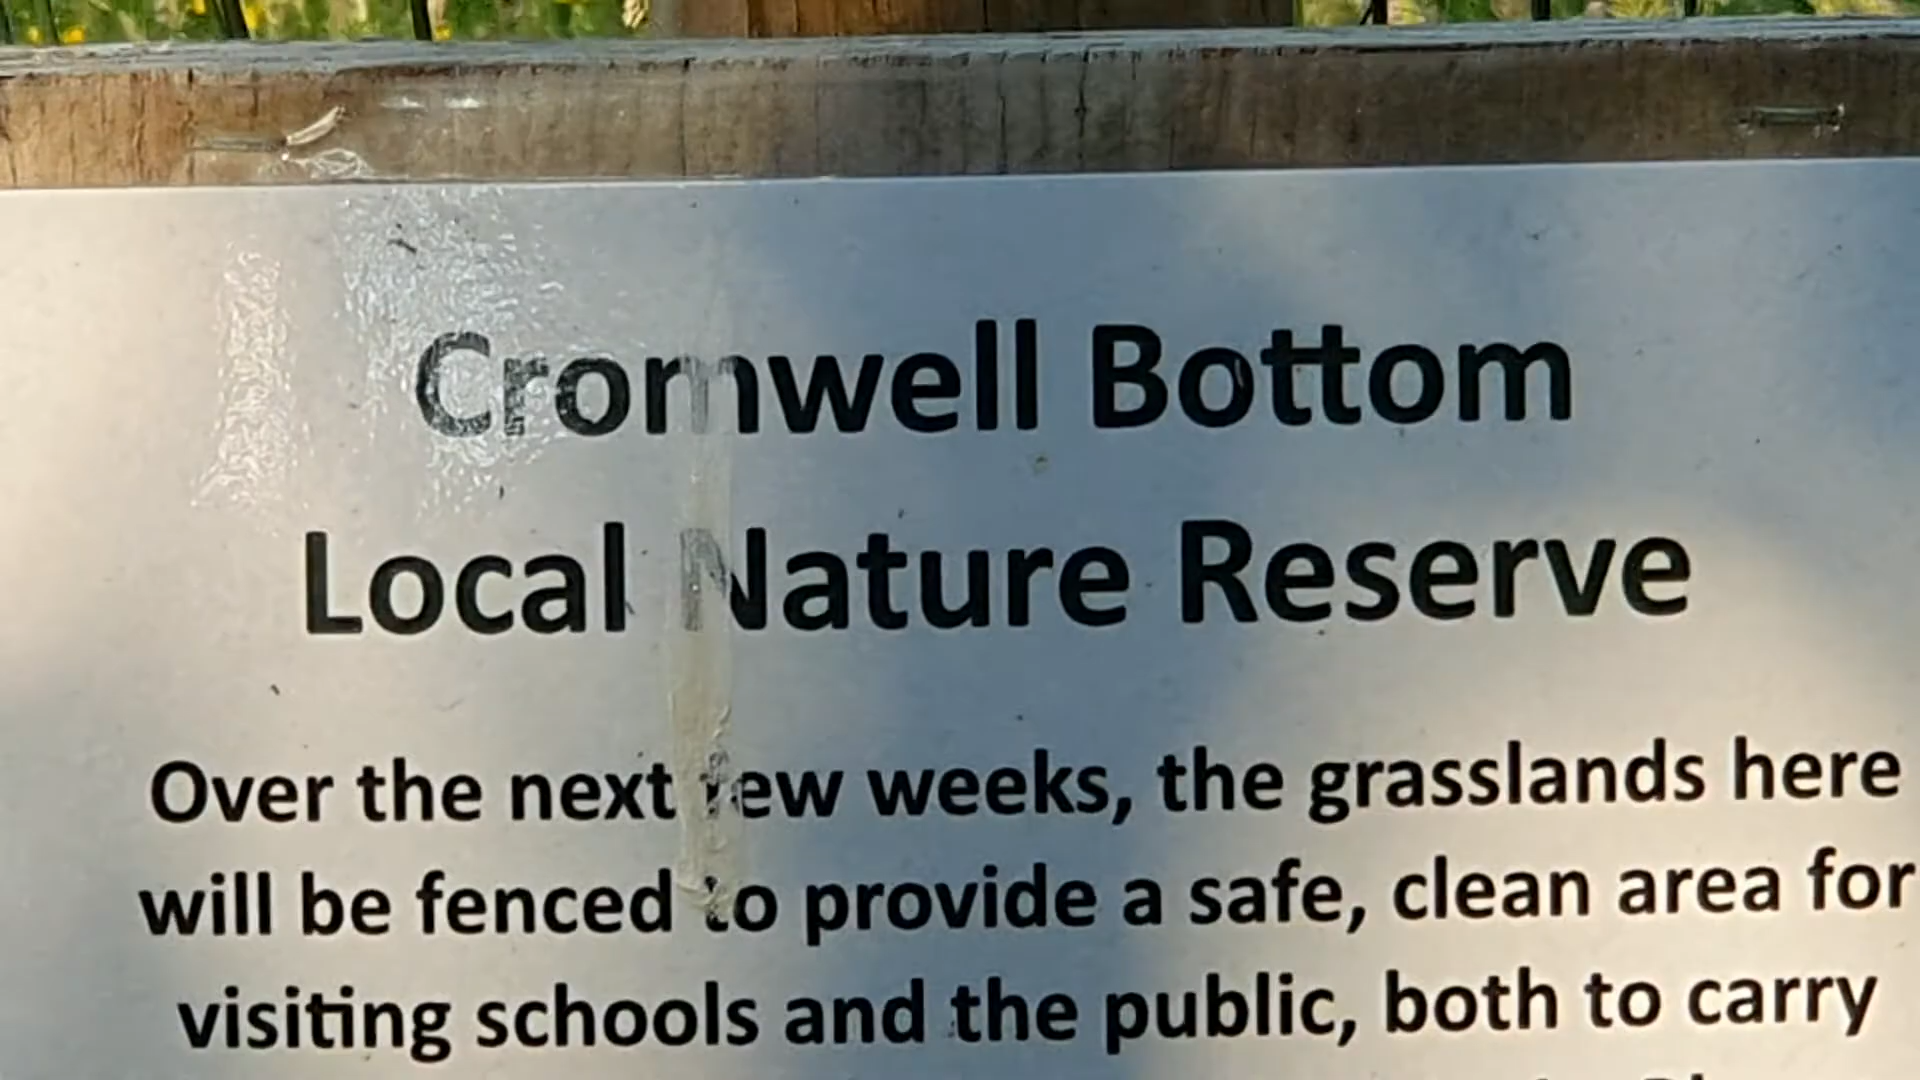 Cromwell Bottom
Local Nature Reserve
Over the next few weeks, the grasslands here
will be fenced to provide a safe, clean area for
visiting schools and the public, both to carry